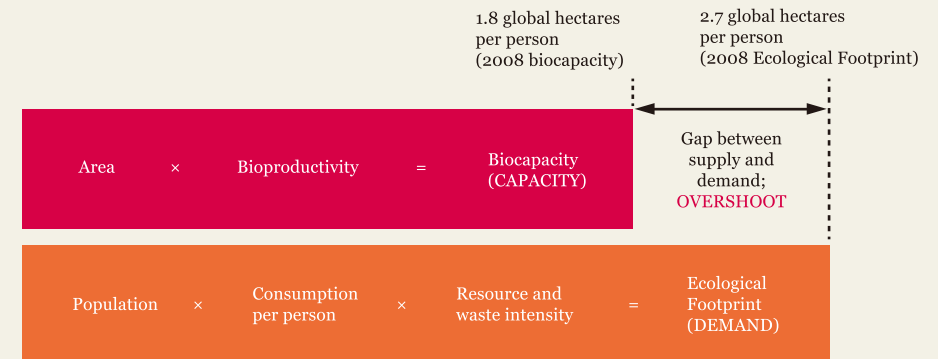 1.8 global hectares
per person
(2008 biocapacity)
2.7 global hectares
per person
(2008 Ecological Footprint)
Area × Bioproductivity = Biocapacity
(CAPACITY)
Gap between
supply and
demand;
OVERSHOOT
Population × Consumption
per person × Resource and
waste intensity = Ecological
Footprint
(DEMAND)